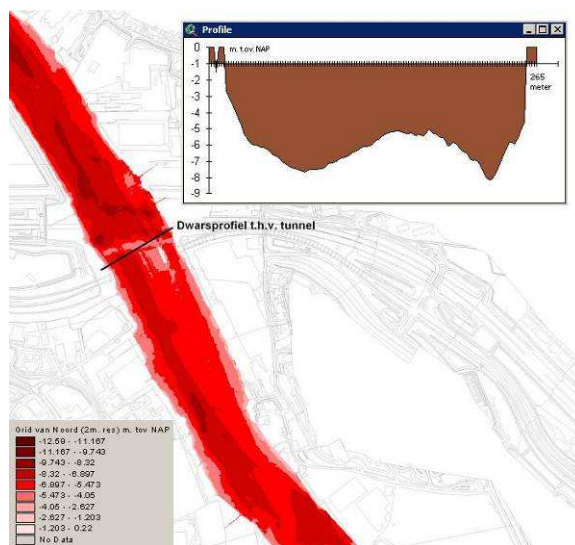 Profile
m. t.o.v. NAP
0
-1
-2
-3
-4
-5
-6
-7
-8
-9
265
meter
Dwarsprofiel t.h.v. tunnel
Grid van Noord (2m. res) m. tov NAP
-12.59 - -11.167
-11.167 - -9.743
-9.743 - -8.32
-8.32 - -6.897
-6.897 - -5.473
-5.473 - -4.05
-4.05 - -2.627
-2.627 - -1.203
-1.203 - 0.22
No Data